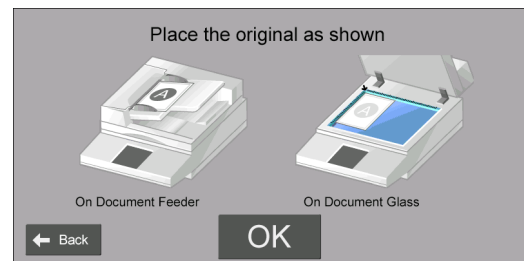 Place the original as shown
A
A
On Document Feeder
On Document Glass
Back
OK